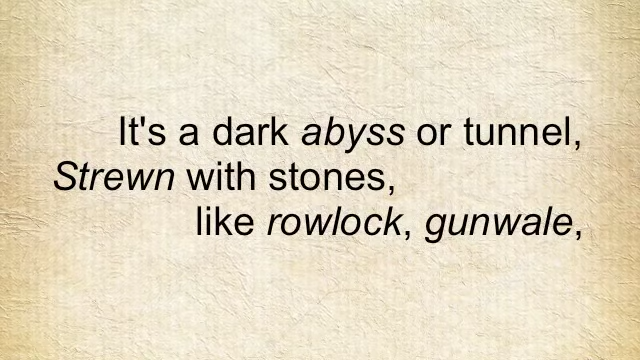 It's a dark abyss or tunnel,
Strewn with stones,
like rowlock, gunwale,